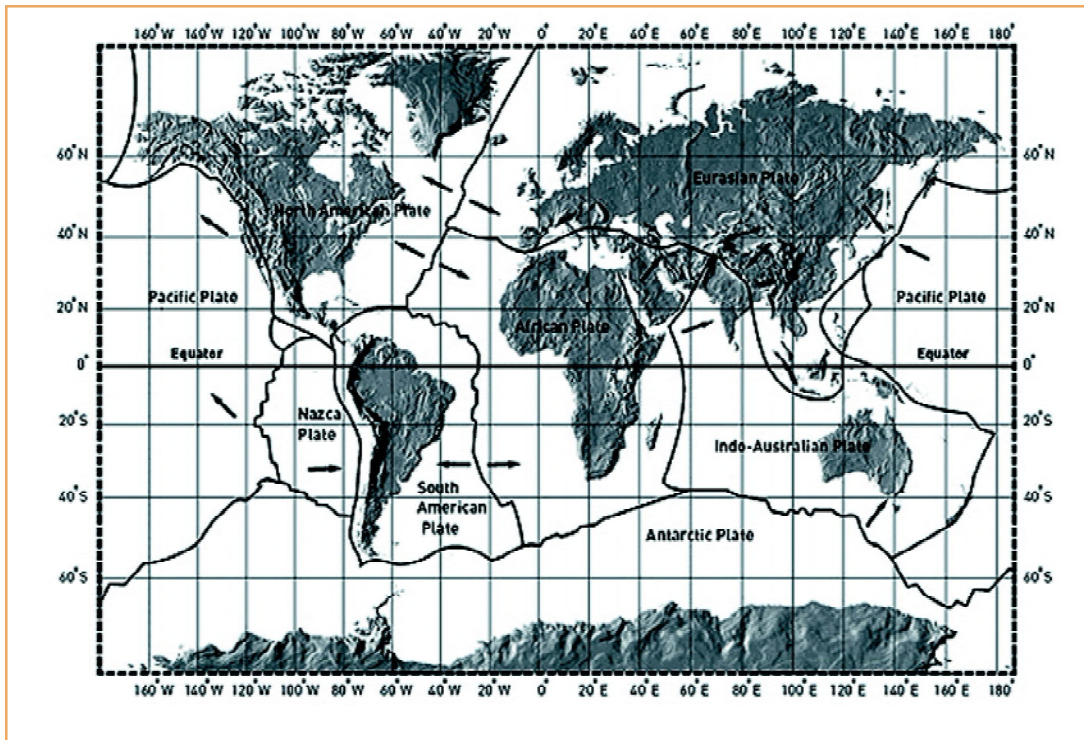 160° W 140° W 120° W 100° W 80° W 60° W 40° W 20° W 0° 20° E 40° E 60° E 80° E 100° E 120° E 140° E 160° E 180°
60° N 60° N
Eurasian Plate
North American Plate
40° N 40° N
Pacific Plate Pacific Plate
20° N 20° N
African Plate
Equator Equator
0° 0°
20° S 20° S
Nazca
Plate
Indo-Australian Plate
40° S 40° S
South
American
Plate
Antarctic Plate
60° S 60° S
160° W 140° W 120° W 100° W 80° W 60° W 40° W 20° W 0° 20° E 40° E 60° E 80° E 100° E 120° E 140° E 160° E 180°